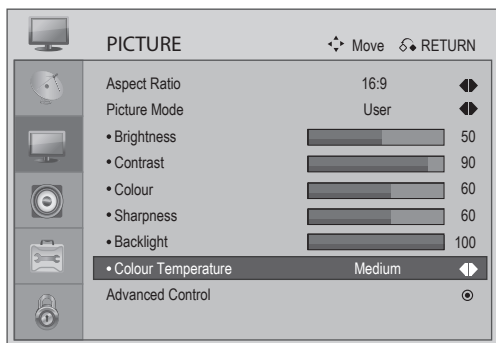 PICTURE Move RETURN
Aspect Ratio 16:9
Picture Mode User
• Brightness 50
• Contrast 90
• Colour 60
• Sharpness 60
• Backlight 100
• Colour Temperature Medium
Advanced Control